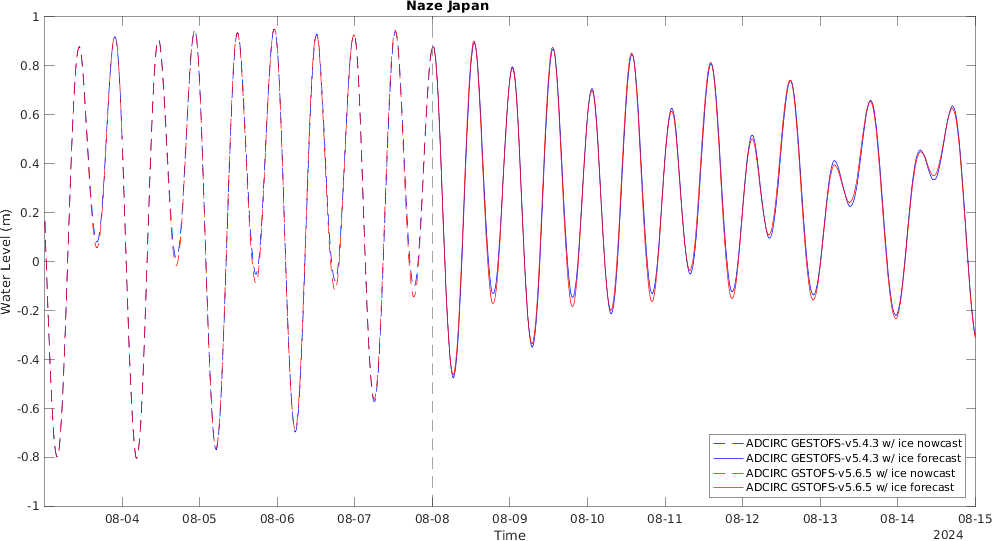 Naze Japan
1
0.8
0.6
0.4
0.2
0
-0.2
-0.4
-0.6
-0.8
-1
Water Level (m)
ADCIRC GESTOFS-v5.4.3 w/ ice nowcast
ADCIRC GESTOFS-v5.4.3 w/ ice forecast
ADCIRC GSTOFS-v5.6.5 w/ ice nowcast
ADCIRC GSTOFS-v5.6.5 w/ ice forecast
08-04 08-05 08-06 08-07 08-08 08-09 08-10 08-11 08-12 08-13 08-14 08-15
Time
2024